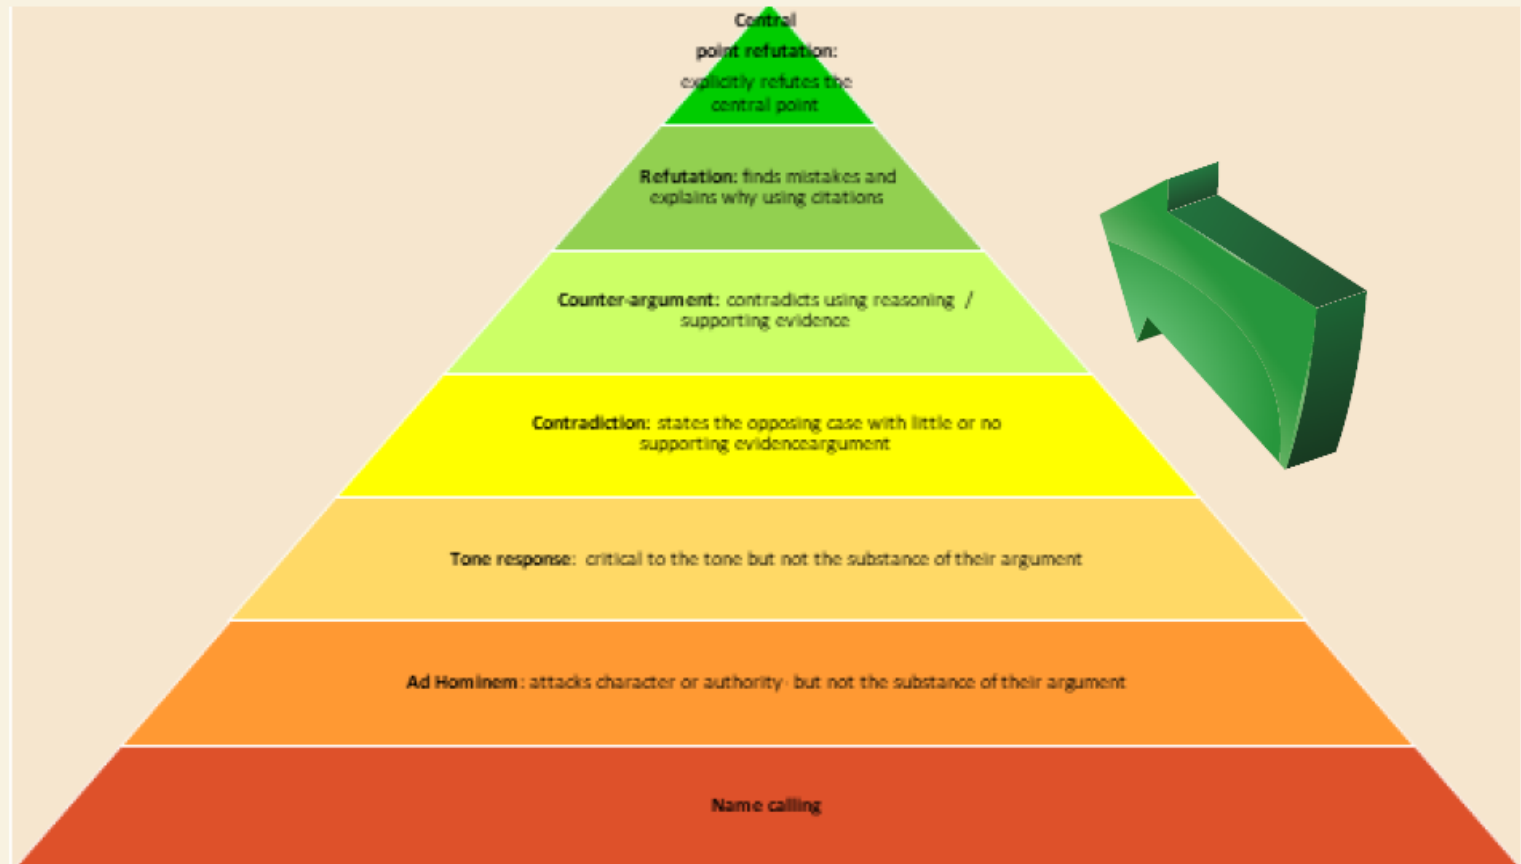 Central
point refutation:
explicitly refutes the
central point
Refutation: finds mistakes and
explains why using citations
Counter-argument: contradicts using reasoning /
supporting evidence
Contradiction: states the opposing case with little or no
supporting evidenceargument
Tone response: critical to the tone but not the substance of their argument
Ad Hominem: attacks character or authority- but not the substance of their argument
Name calling